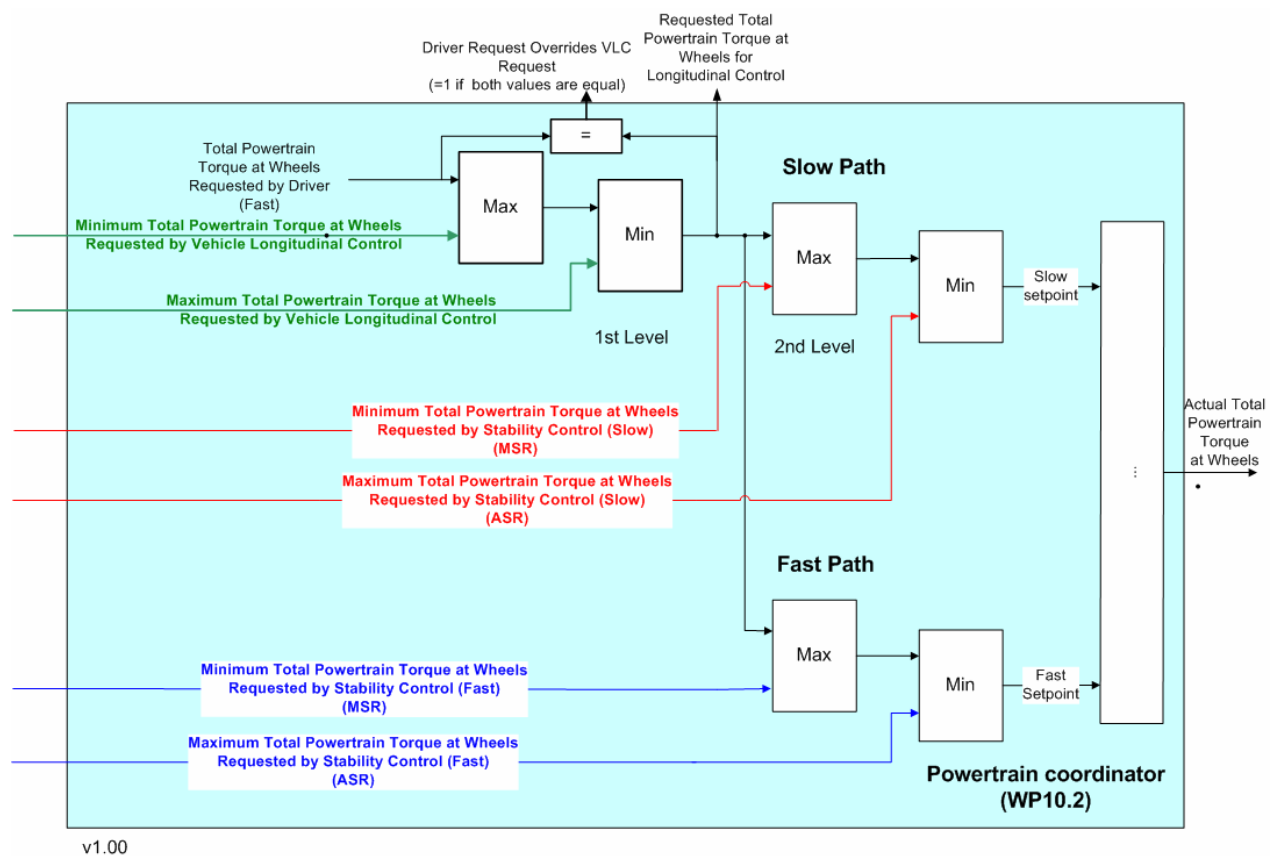 Requested Total
Powertrain Torque at
Wheels for
Longitudinal Control
Driver Request Overrides VLC
Request
(=1 if both values are equal)
=
Total Powertrain
Torque at Wheels
Requested by Driver
(Fast)
Minimum Total Powertrain Torque at Wheels
Requested by Vehicle Longitudinal Control
Maximum Total Powertrain Torque at Wheels
Requested by Vehicle Longitudinal Control
Max
Min
1st Level
Slow Path
Max
2nd Level
Min
Slow
setpoint
Minimum Total Powertrain Torque at Wheels
Requested by Stability Control (Slow)
(MSR)
Maximum Total Powertrain Torque at Wheels
Requested by Stability Control (Slow)
(ASR)
...
Actual Total
Powertrain
Torque
at Wheels
Fast Path
Max
Min
Fast
Setpoint
Minimum Total Powertrain Torque at Wheels
Requested by Stability Control (Fast)
(MSR)
Maximum Total Powertrain Torque at Wheels
Requested by Stability Control (Fast)
(ASR)
Powertrain coordinator
(WP10.2)
v1.00